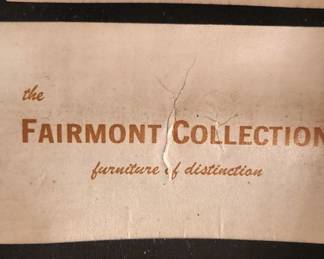 the
FAIRMONT COLLECTION
furniture of distinction